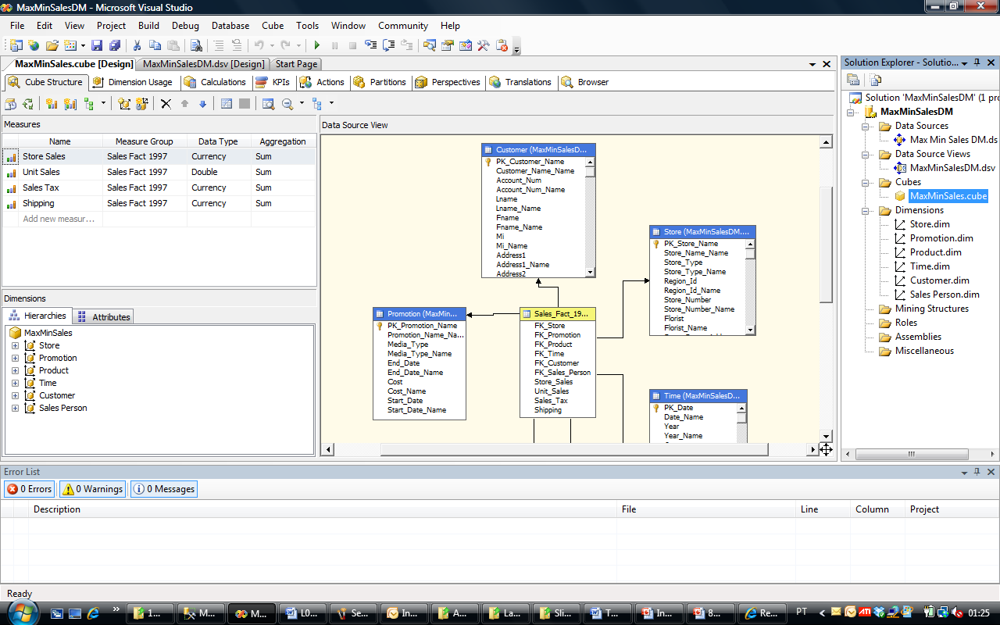 MaxMinSalesDM - Microsoft Visual Studio
File Edit View Project Build Debug Database Cube Tools Window Community Help
MaxMinSales.cube [Design] MaxMinSalesDM.dsv [Design] Start Page
Cube Structure Dimension Usage Calculations KPIs Actions Partitions Perspectives Translations Browser
Measures
Name Measure Group Data Type Aggregation
Store Sales Sales Fact 1997 Currency Sum
Unit Sales Sales Fact 1997 Double Sum
Sales Tax Sales Fact 1997 Currency Sum
Shipping Sales Fact 1997 Currency Sum
Add new measur...
Dimensions
Hierarchies Attributes
MaxMinSales
Store
Promotion
Product
Time
Customer
Sales Person
Data Source View
Customer (MaxMinSalesD...
PK_Customer_Name
Customer_Name_Name
Account_Num
Account_Num_Name
Lname
Lname_Name
Fname
Fname_Name
Mi
Mi_Name
Address1
Address1_Name
Address2
Store (MaxMinSalesDM....
PK_Store_Name
Store_Name_Name
Store_Type
Store_Type_Name
Region_Id
Region_Id_Name
Store_Number
Store_Number_Name
Florist
Florist_Name
Promotion (MaxMin...
PK_Promotion_Name
Promotion_Name_Na...
Media_Type
Media_Type_Name
End_Date
End_Date_Name
Cost
Cost_Name
Start_Date
Start_Date_Name
Sales_Fact_19...
FK_Store
FK_Promotion
FK_Product
FK_Time
FK_Customer
FK_Sales_Person
Store_Sales
Unit_Sales
Sales_Tax
Shipping
Time (MaxMinSalesD...
PK_Date
Date_Name
Year
Year_Name
Solution Explorer - Solutio...
Solution 'MaxMinSalesDM' (1 pro
MaxMinSalesDM
Data Sources
Max Min Sales DM.ds
Data Source Views
MaxMinSalesDM.dsv
Cubes
MaxMinSales.cube
Dimensions
Store.dim
Promotion.dim
Product.dim
Time.dim
Customer.dim
Sales Person.dim
Mining Structures
Roles
Assemblies
Miscellaneous
Error List
0 Errors 0 Warnings 0 Messages
Description File Line Column Project
Ready
1... M... M... L0... Se... In... A... La... Sli... T... In... 8... Re... PT ATI 01:25